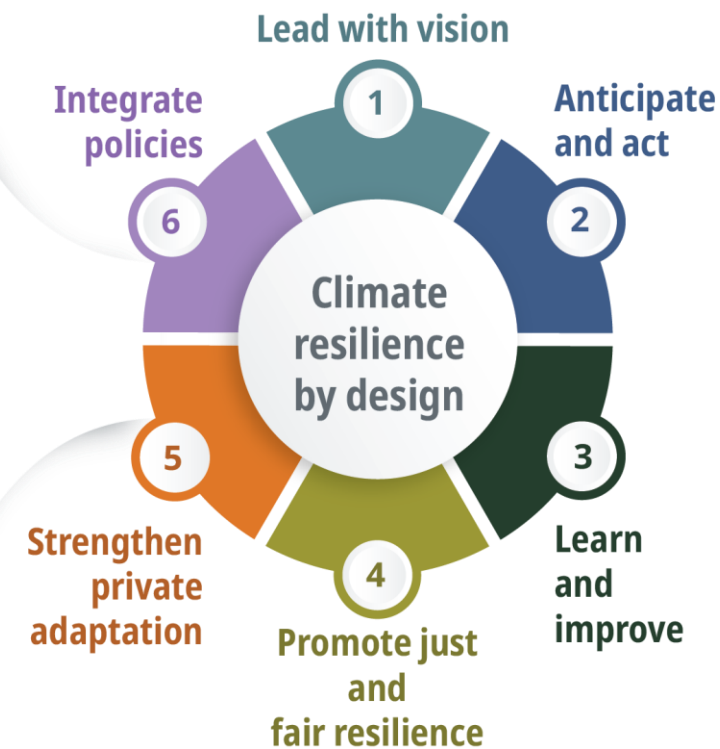 Lead with vision
1
Anticipate
and act
2
Learn
and
improve
3
Promote just
and
fair resilience
4
Strengthen
private
adaptation
5
Integrate
policies
6
Climate
resilience
by design